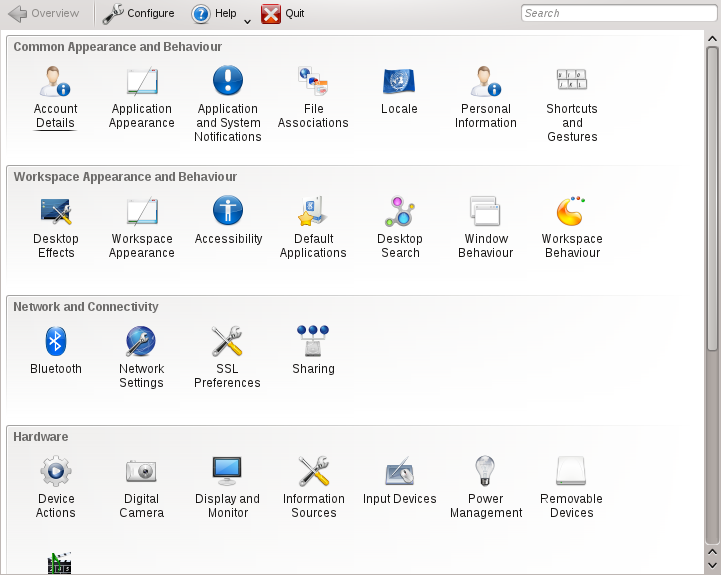 Overview Configure Help Quit Search
Common Appearance and Behaviour
Account Application Application File Locale Personal Shortcuts
Details Appearance and System Associations Information and
Notifications Gestures
Workspace Appearance and Behaviour
Desktop Workspace Accessibility Default Desktop Window Workspace
Effects Appearance Applications Search Behaviour Behaviour
Network and Connectivity
Bluetooth Network SSL Sharing
Settings Preferences
Hardware
Device Digital Display and Information Input Devices Power Removable
Actions Camera Monitor Sources Management Devices